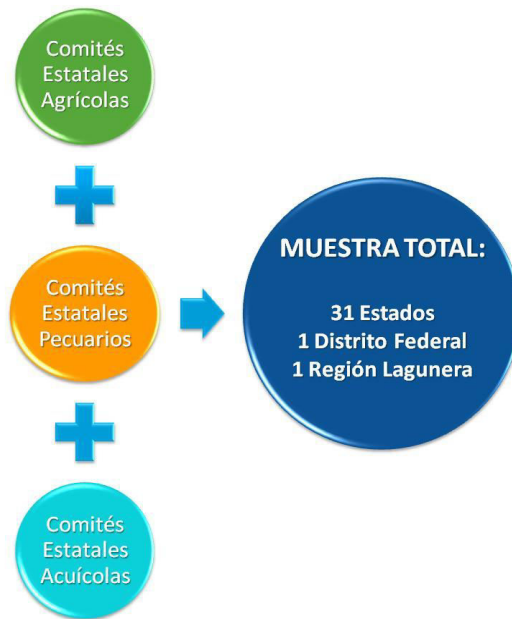 Comités
Estatales
Agrícolas
Comités
Estatales
Pecuarios
Comités
Estatales
Acuícolas
MUESTRA TOTAL:
31 Estados
1 Distrito Federal
1 Región Lagunera